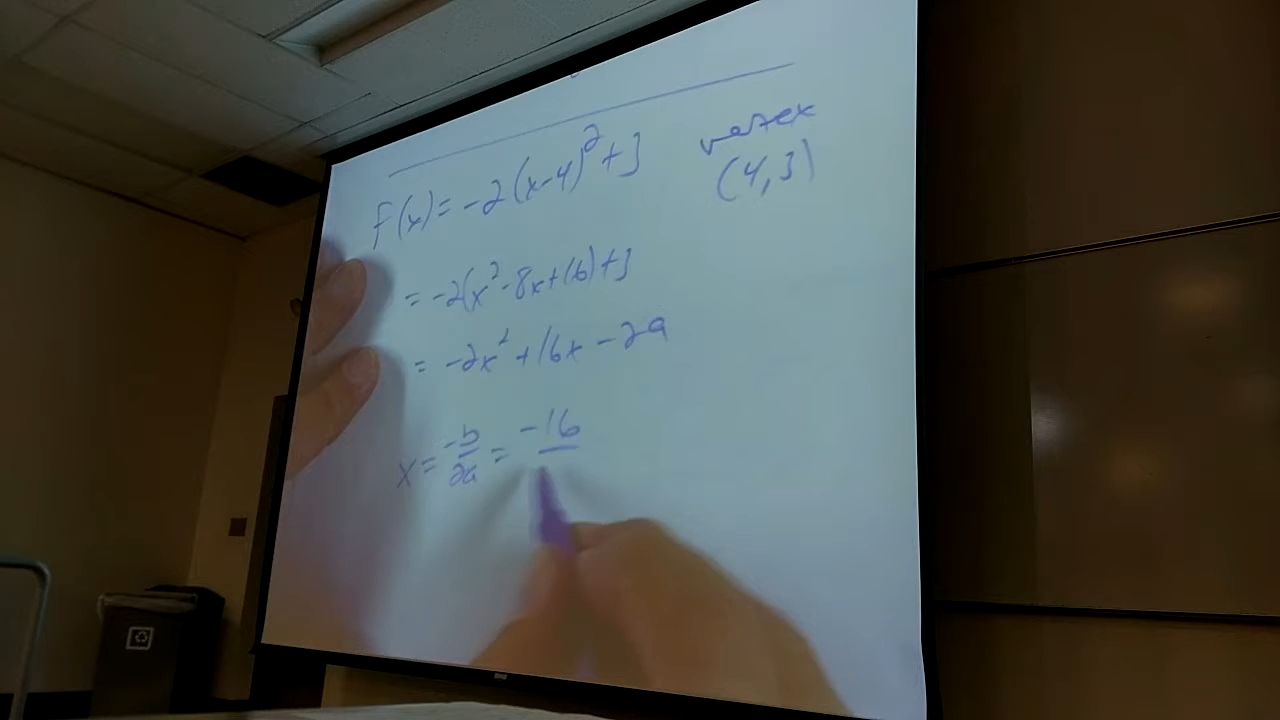 f(x) = -2(x-4)² + 3
vertex
(4,3)
= -2(x² - 8x + 16) + 3
= -2x² + 16x - 29
x = -b/2a = -16